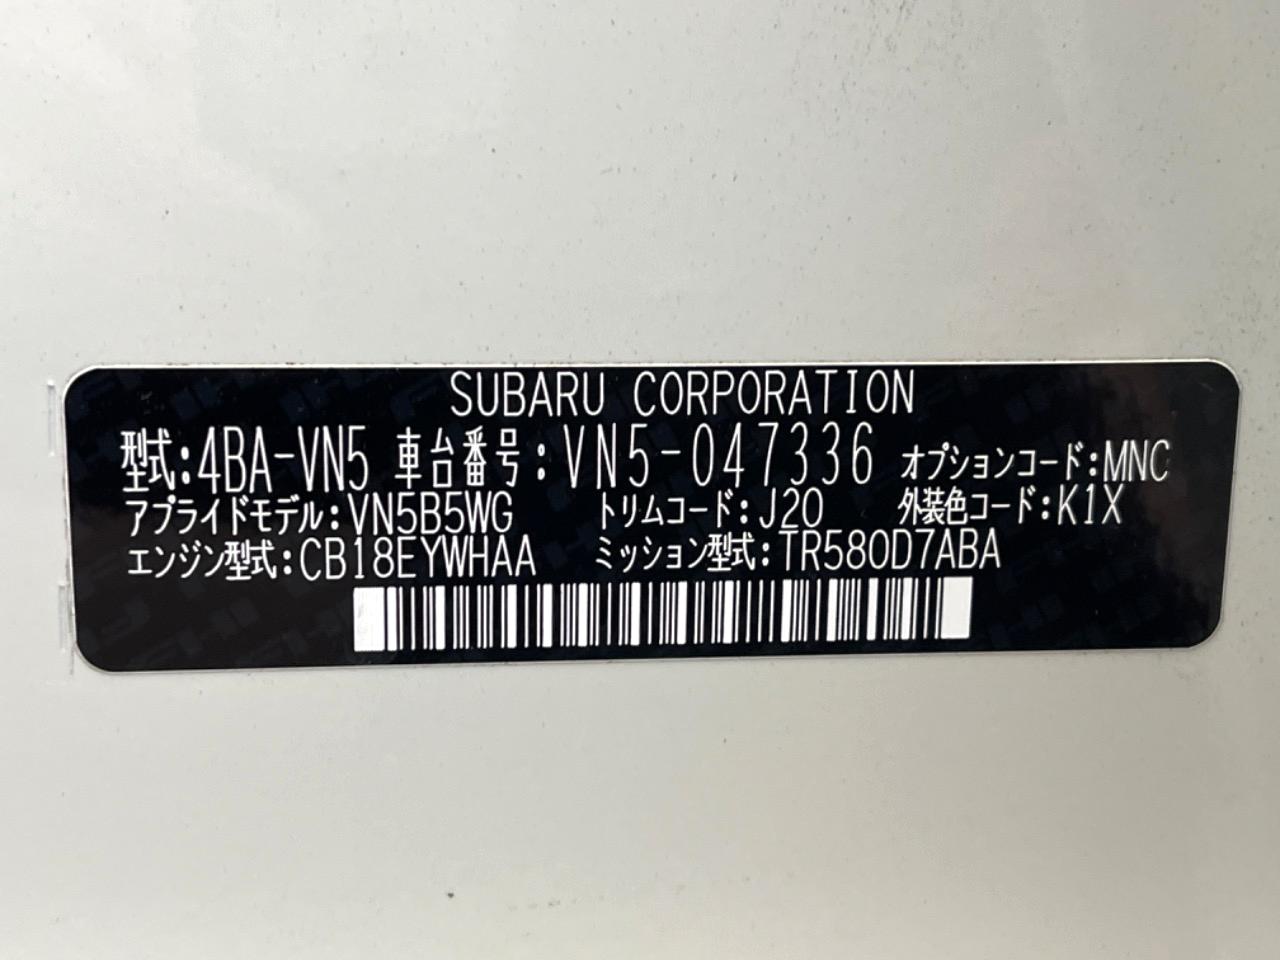 SUBARU CORPORATION
型式:4BA-VN5 車台番号:VN5-047336 オプションコード:MNC
アプライドモデル:VN5B5WG トリムコード:J20 外装色コード:K1X
エンジン型式:CB18EYWHAA ミッション型式:TR580D7ABA